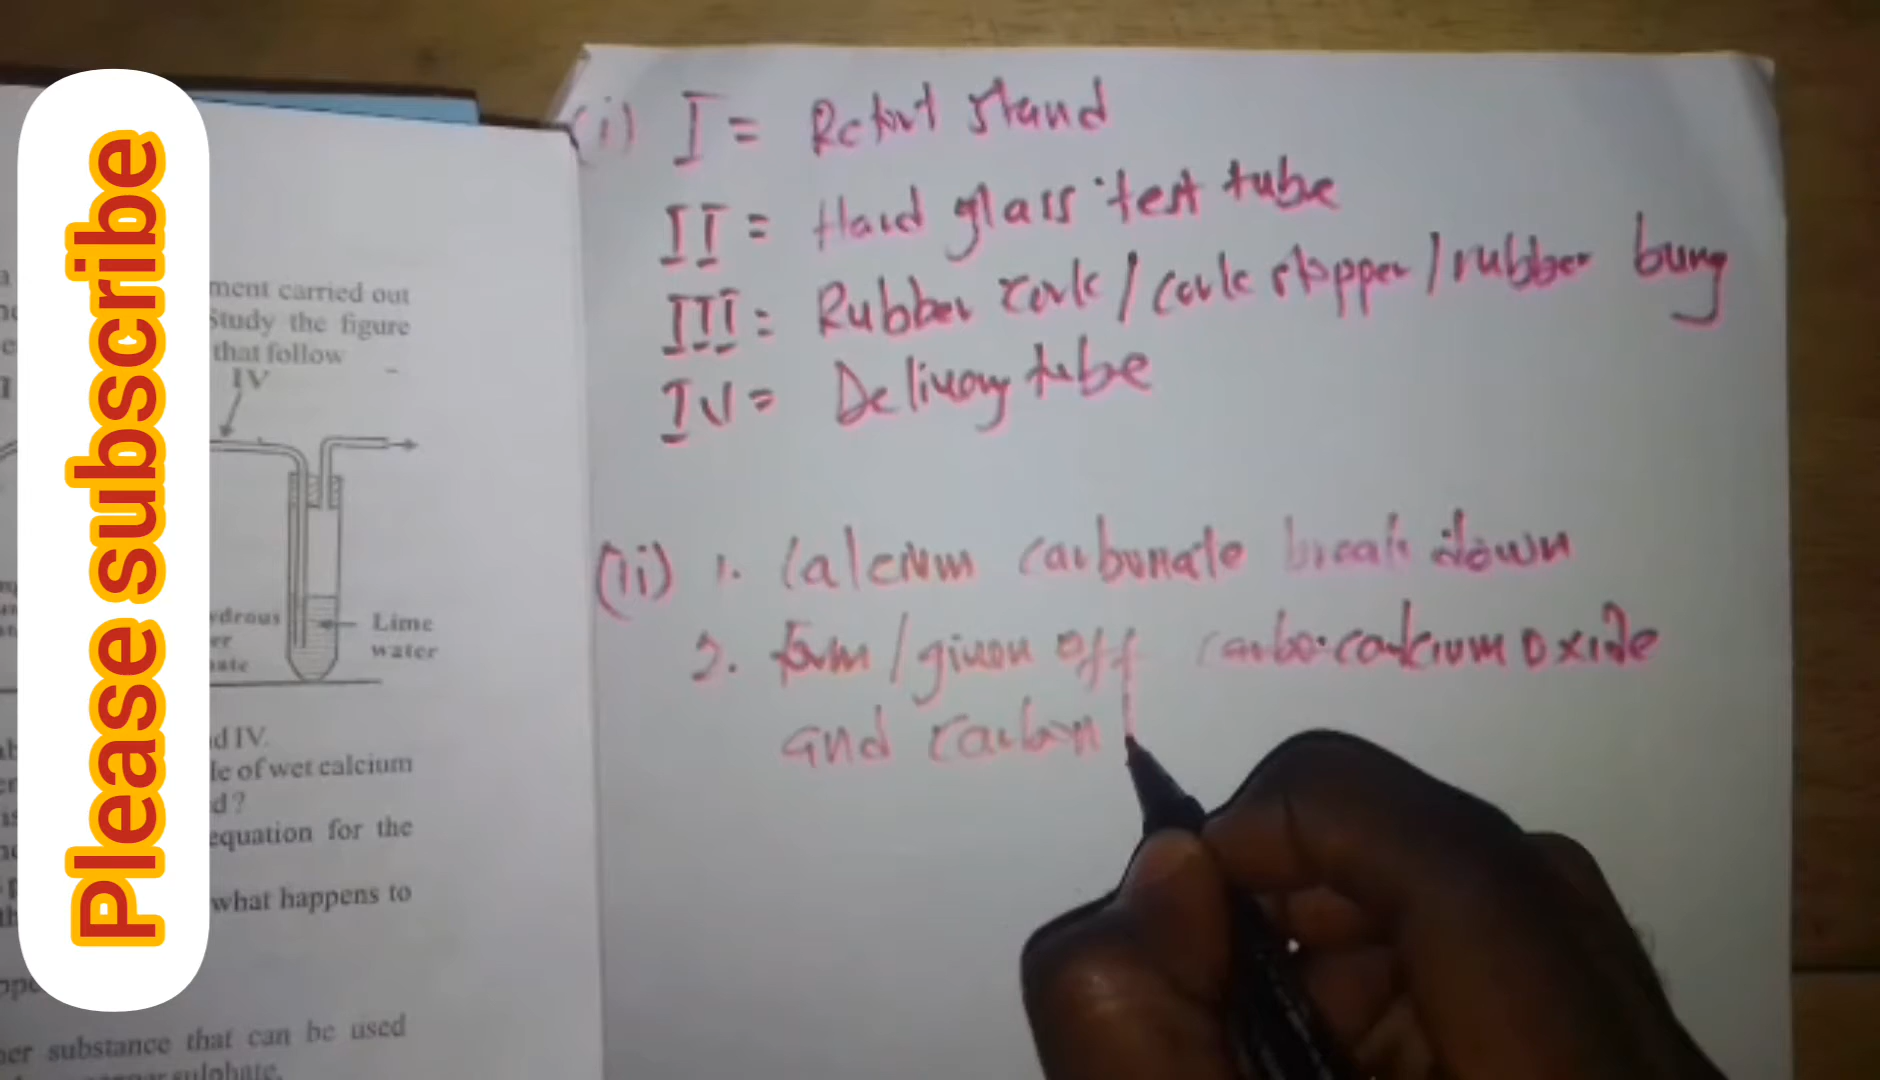 Please subscribe
ment carried out
Study the figure
that follow
IV
drous
Lime
water
d IV.
le of wet calcium
d?
equation for the
what happens to
er substance that can be used
sulphate.
(i) I = Retort stand
II = Hard glass test tube
III = Rubber cork / cork stopper / rubber bung
IV = Delivery tube
(ii) 1. Calcium carbonate break down
2. form / given off carbo. calcium oxide
and carbon